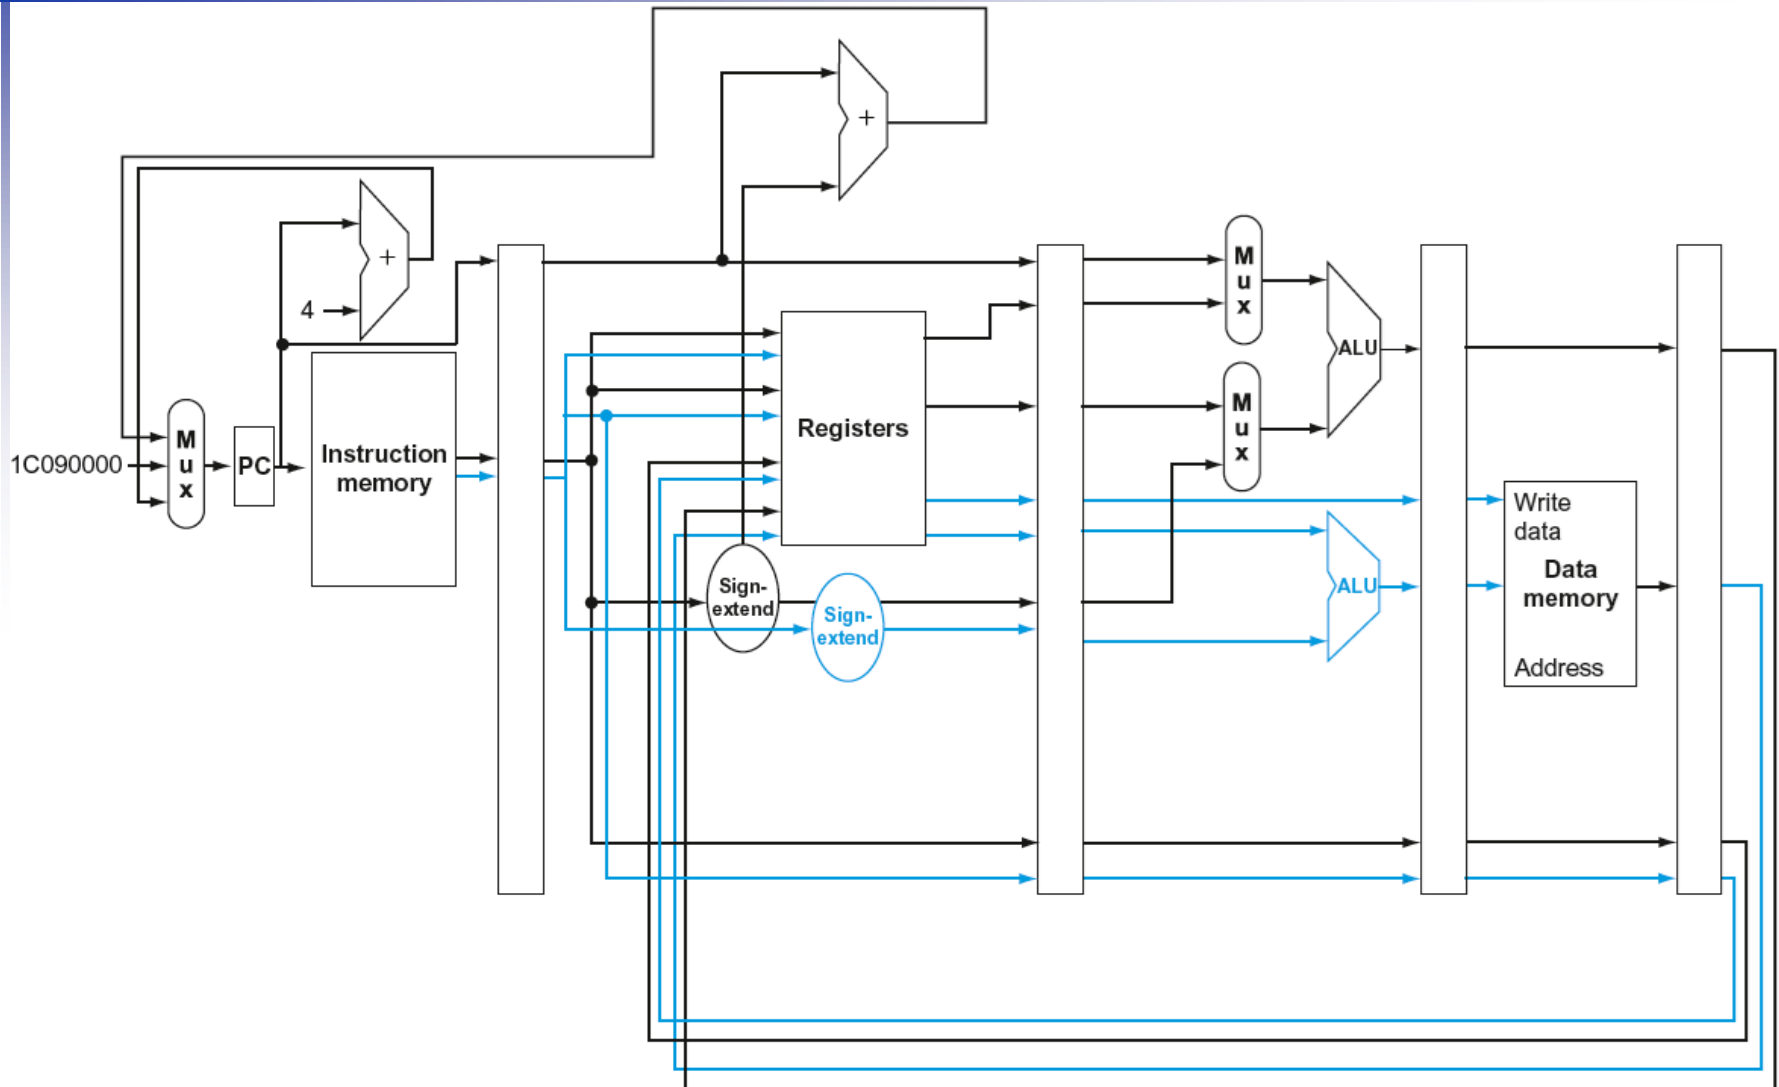 +
+
4
M
u
x
1C090000
M
u
x
PC
Instruction
memory
Registers
Sign-
extend
Sign-
extend
M
u
x
ALU
ALU
Write
data
Data
memory
Address